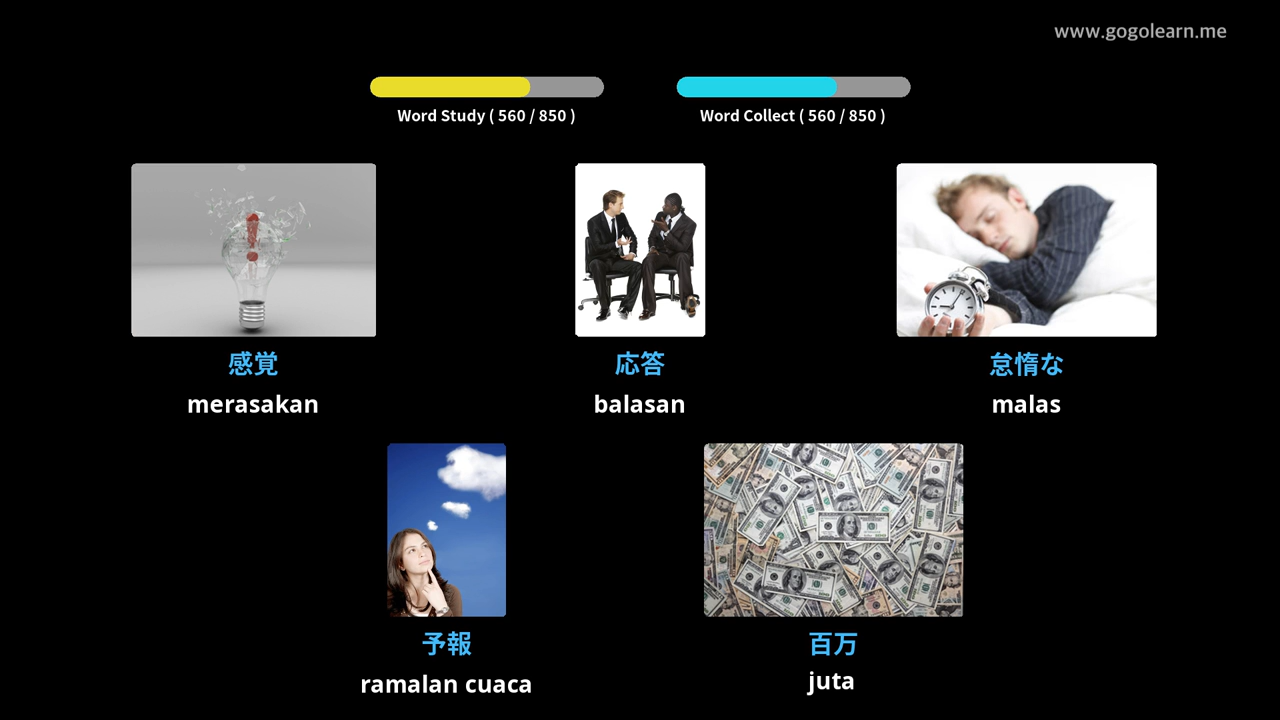 www.gogolearn.me
Word Study ( 560 / 850 )
Word Collect ( 560 / 850 )
感覚
merasakan
応答
balasan
怠惰な
malas
予報
ramalan cuaca
百万
juta